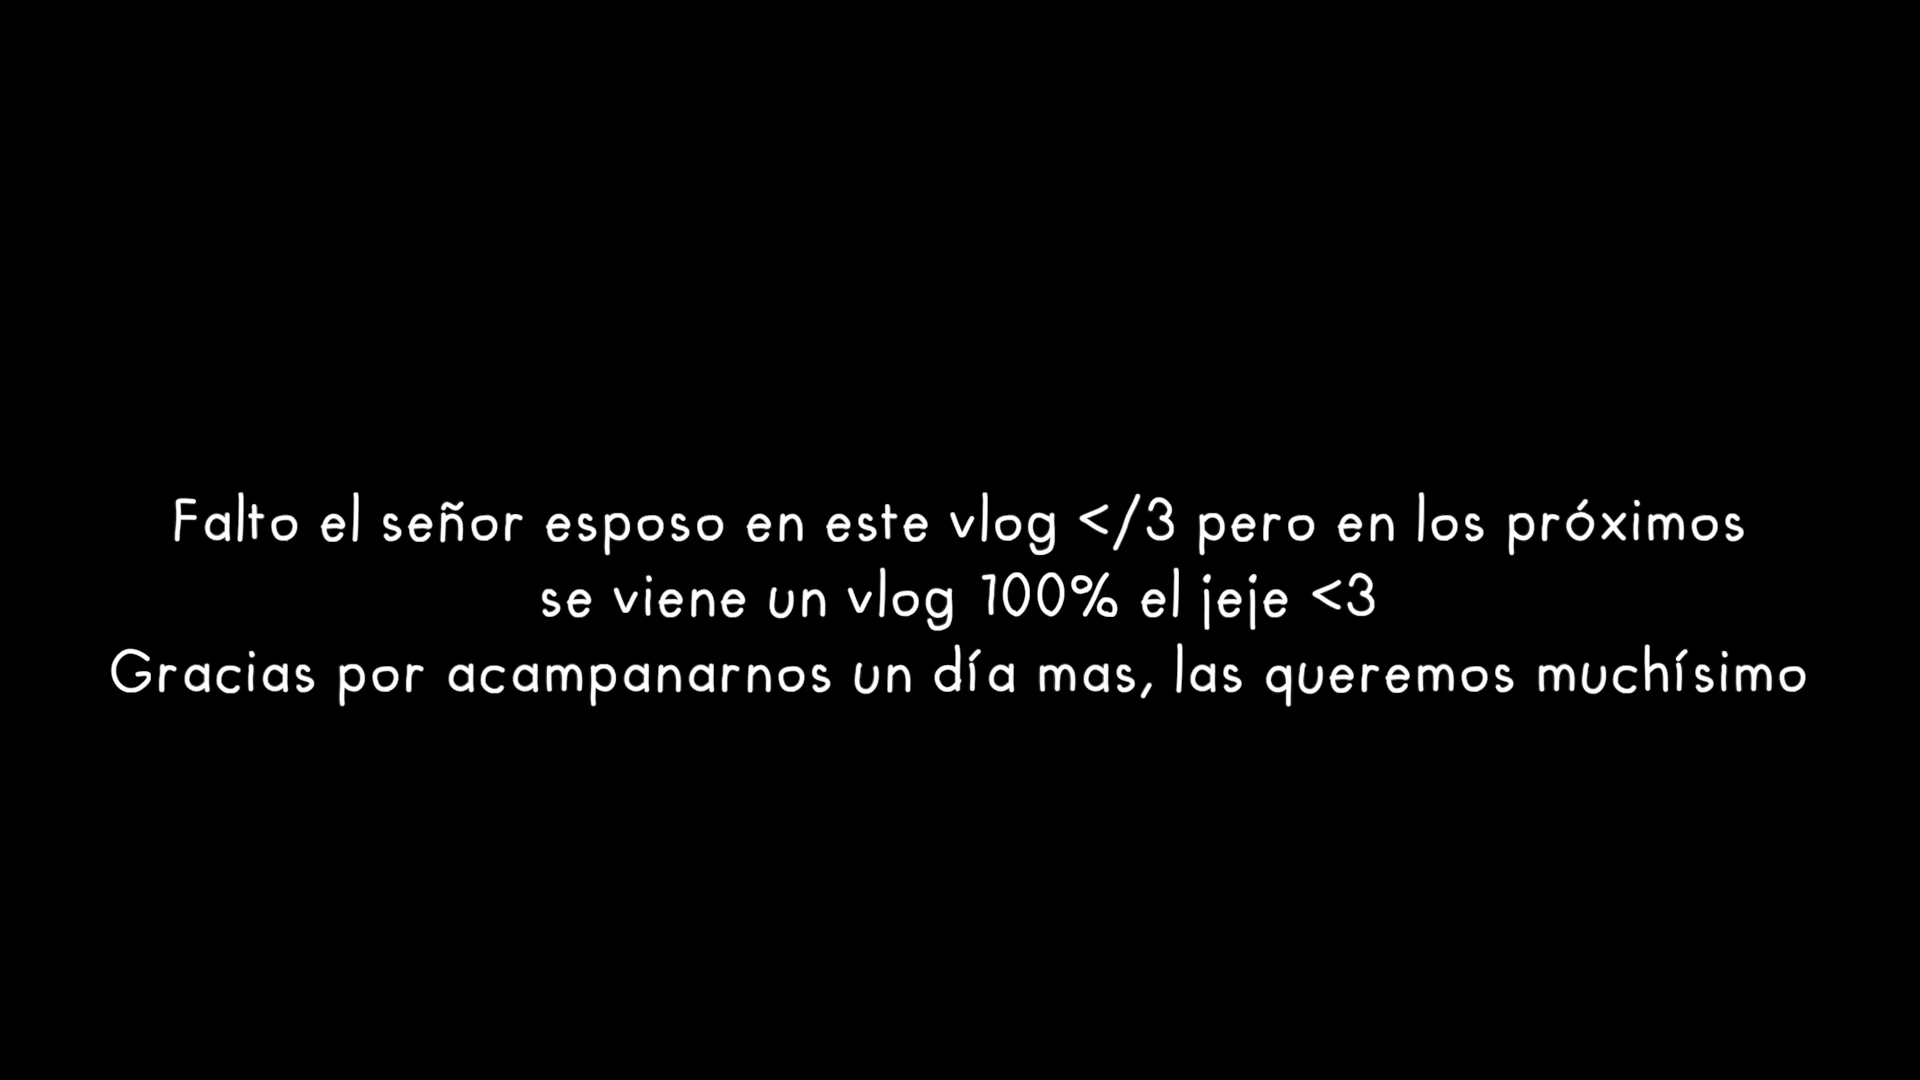 Falto el señor esposo en este vlog </3 pero en los próximos
se viene un vlog 100% el jeje <3
Gracias por acampanarnos un día mas, las queremos muchísimo